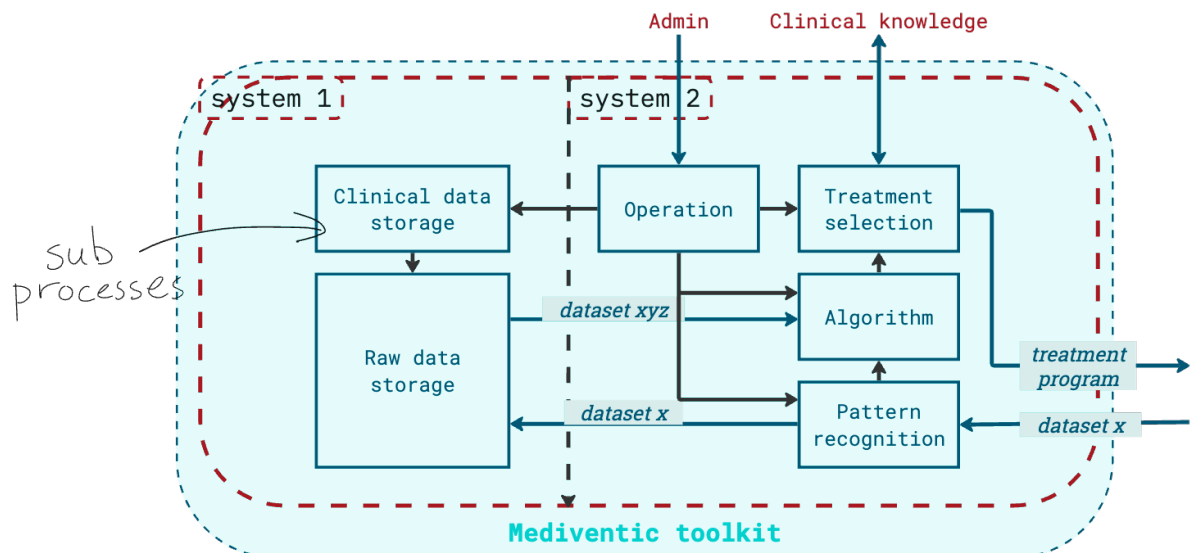 Admin
Clinical knowledge
system 1
system 2
Clinical data
storage
Operation
Treatment
selection
sub
processes
dataset xyz
Algorithm
Raw data
storage
treatment
program
dataset x
Pattern
recognition
dataset x
Mediventic toolkit